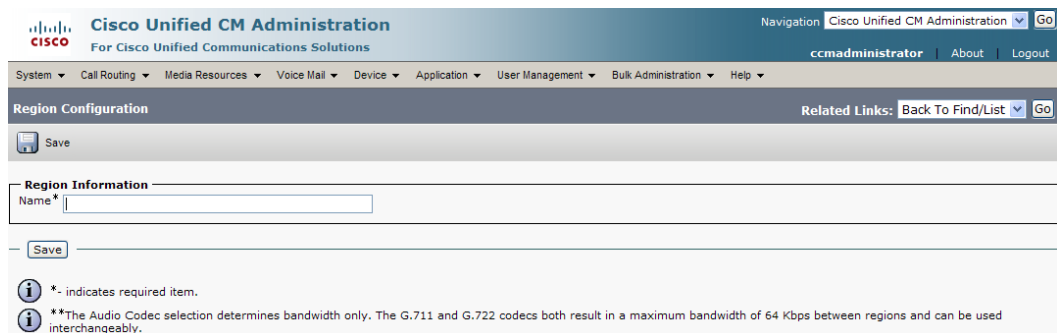 Cisco Unified CM Administration
For Cisco Unified Communications Solutions
CISCO
Navigation Cisco Unified CM Administration Go
ccmadministrator | About | Logout
System Call Routing Media Resources Voice Mail Device Application User Management Bulk Administration Help
Region Configuration
Related Links: Back To Find/List Go
Save
Region Information
Name*
Save
*- indicates required item.
**The Audio Codec selection determines bandwidth only. The G.711 and G.722 codecs both result in a maximum bandwidth of 64 Kbps between regions and can be used
interchangeably.